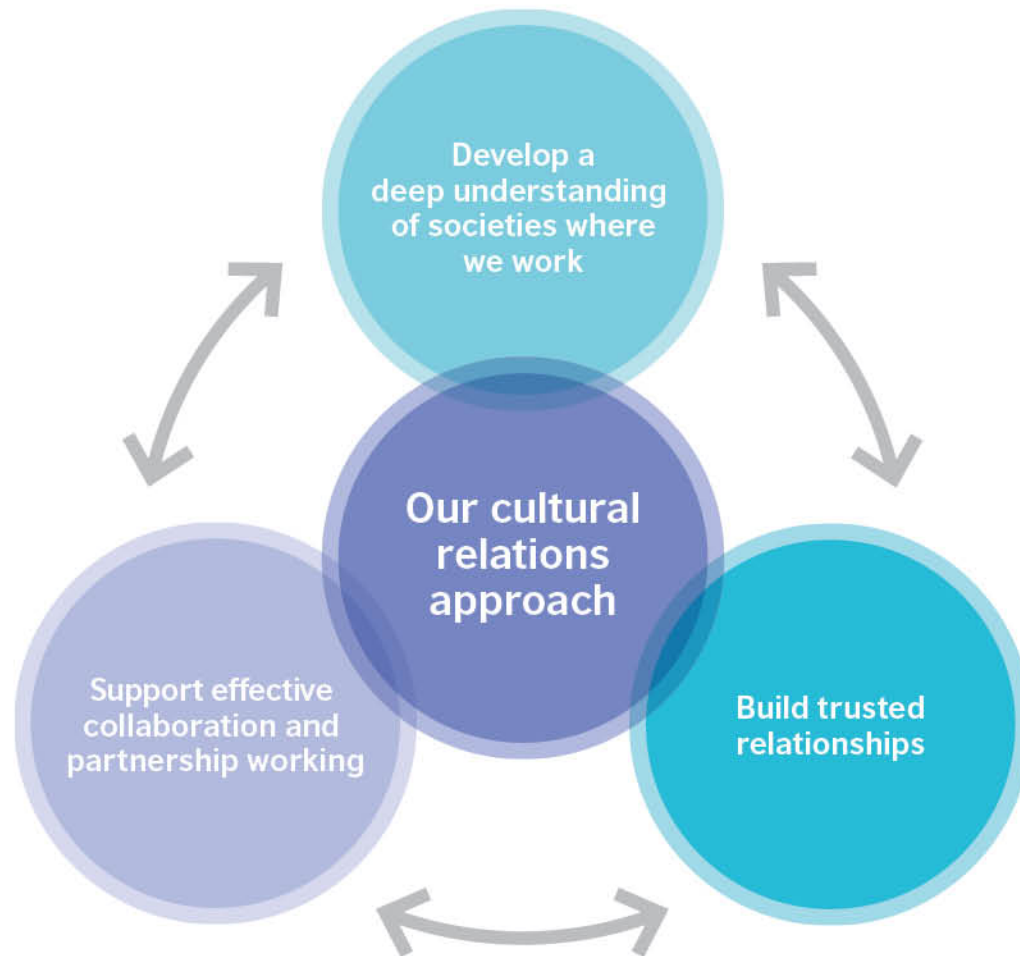 Develop a
deep understanding
of societies where
we work
Our cultural
relations
approach
Support effective
collaboration and
partnership working
Build trusted
relationships